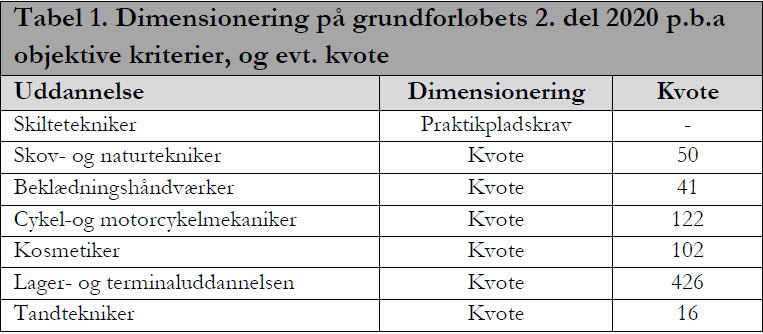 Tabel 1. Dimensionering på grundforløbets 2. del 2020 p.b.a
objektive kriterier, og evt. kvote
Uddannelse Dimensionering Kvote
Skiltetekniker Praktikpladskrav -
Skov- og naturtekniker Kvote 50
Beklædningshåndværker Kvote 41
Cykel-og motorcykelmekaniker Kvote 122
Kosmetiker Kvote 102
Lager- og terminaluddannelsen Kvote 426
Tandtekniker Kvote 16